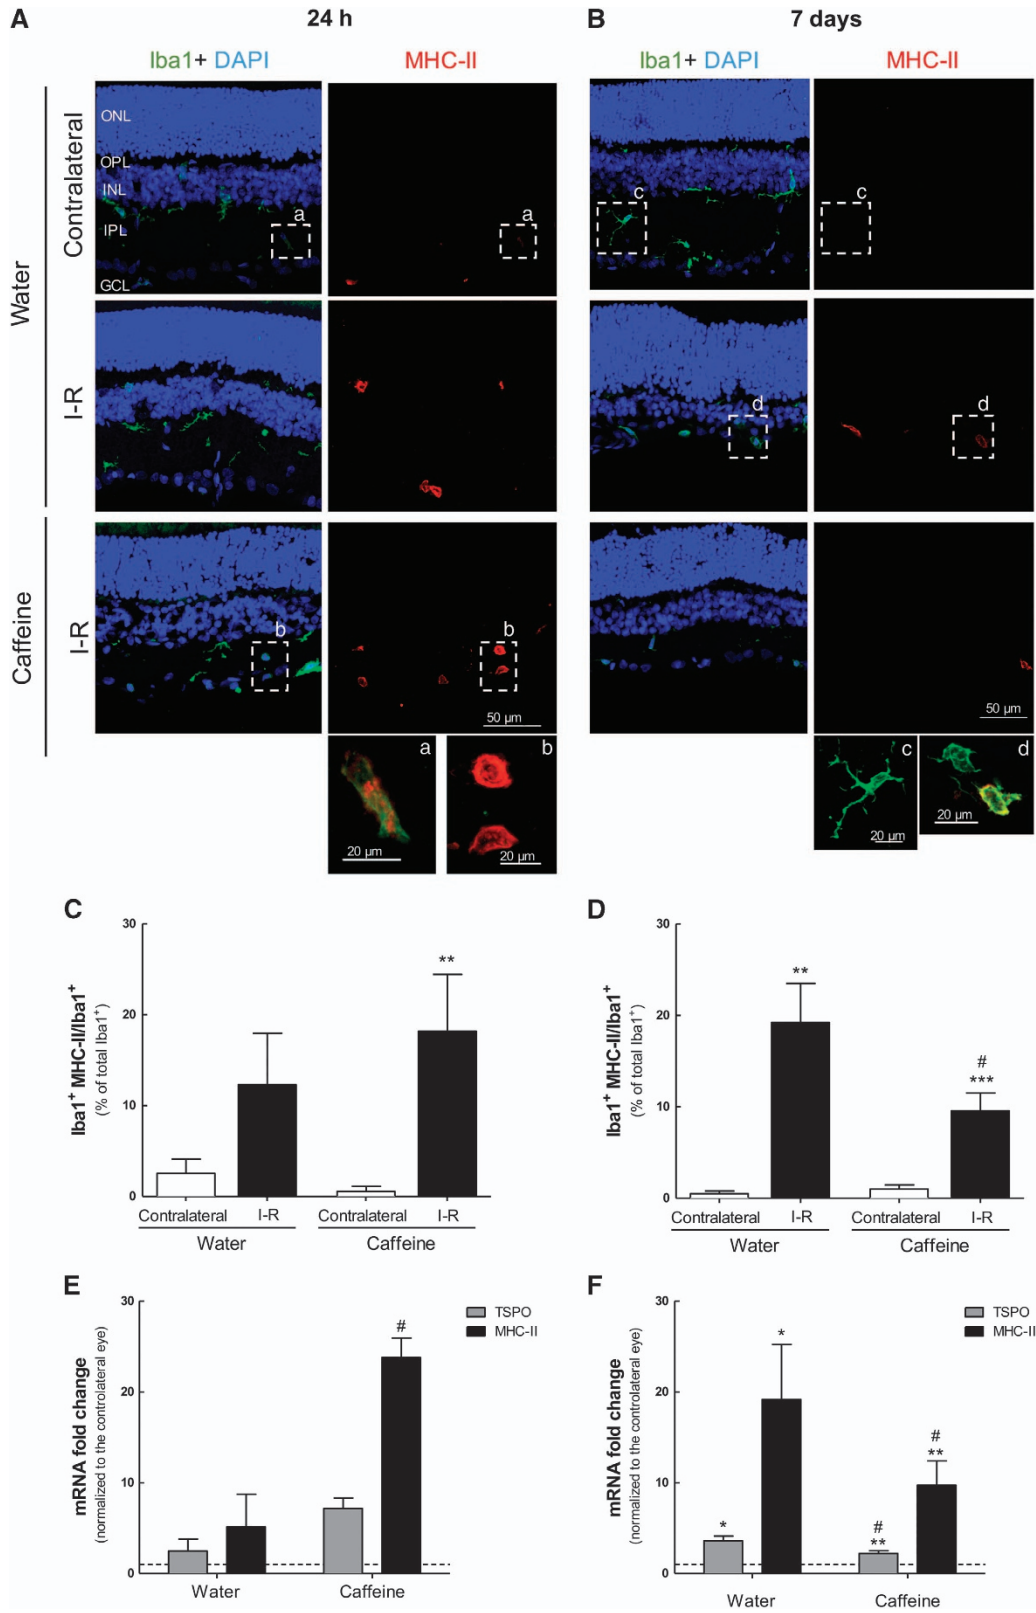 A
24 h
B
7 days
Iba1+ DAPI
MHC-II
Iba1+ DAPI
MHC-II
Water
Contralateral
ONL
OPL
INL
IPL
GCL
a
a
c
c
I-R
d
d
Caffeine
I-R
b
b
50 µm
50 µm
a
20 µm
b
20 µm
c
20 µm
d
20 µm
C
Iba1+ MHC-II/Iba1+
(% of total Iba1+)
30
20
10
0
**
Contralateral
I-R
Contralateral
I-R
Water
Caffeine
D
Iba1+ MHC-II/Iba1+
(% of total Iba1+)
30
20
10
0
**
#
***
Contralateral
I-R
Contralateral
I-R
Water
Caffeine
E
mRNA fold change
(normalized to the controlateral eye)
30
20
10
0
TSPO
MHC-II
#
Water
Caffeine
F
mRNA fold change
(normalized to the controlateral eye)
30
20
10
0
TSPO
MHC-II
*
*
#
**
#
**
Water
Caffeine